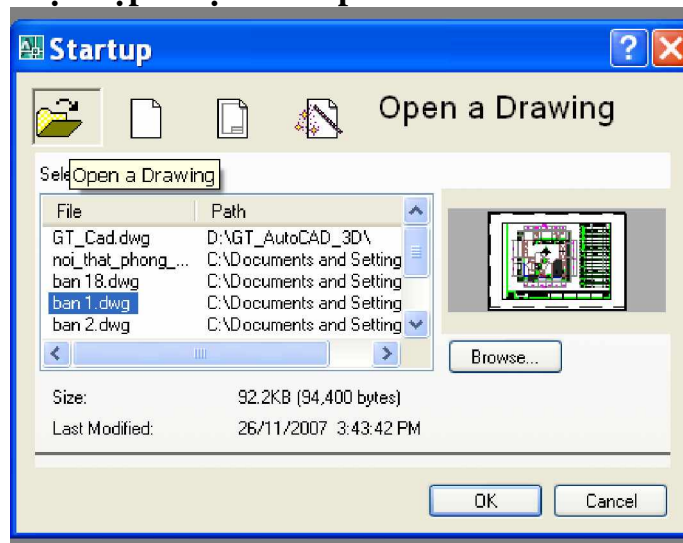 Startup
Open a Drawing
Open a Drawing
File Path
GT_Cad.dwg D:\GT_AutoCAD_3D\
noi_that_phong_... C:\Documents and Setting
ban 18.dwg C:\Documents and Setting
ban 1.dwg C:\Documents and Setting
ban 2.dwg C:\Documents and Setting
Browse...
Size: 92.2KB (94,400 bytes)
Last Modified: 26/11/2007 3:43:42 PM
OK Cancel